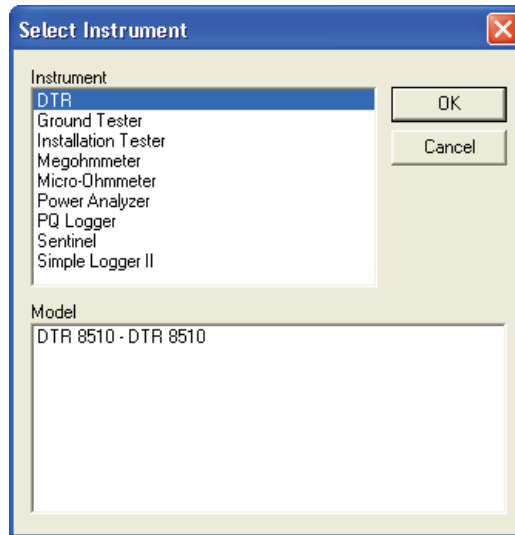 Select Instrument
Instrument
DTR
Ground Tester
Installation Tester
Megohmmeter
Micro-Ohmmeter
Power Analyzer
PQ Logger
Sentinel
Simple Logger II
OK
Cancel
Model
DTR 8510 - DTR 8510